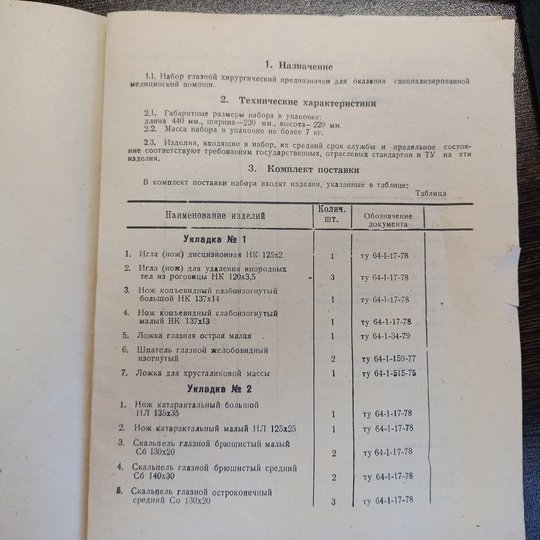 1. Назначение
1.1. Набор глазной хирургический предназначен для оказания специализированной
медицинской помощи.
2. Технические характеристики
2.1. Габаритные размеры набора в упаковке:
длина 440 мм., ширина—220 мм., высота—220 мм.
2.2. Масса набора в упаковке не более 7 кг.
2.3. Изделия, входящие в набор, их средний срок службы и предельное состоя-
ние соответствуют требованиям государственных, отраслевых стандартов и ТУ на эти
изделия.
3. Комплект поставки
В комплект поставки набора входят изделия, указанные в таблице:
Таблица
Наименование изделий Колич. шт. Обозначение документа
Укладка № 1
1. Игла (нож) дисцизионная НК 125х2 1 ту 64-1-17-78
2. Игла (нож) для удаления инородных
тел из роговицы НК 120х3,5 3 ту 64-1-17-78
3. Нож копьевидный слабоизогнутый
большой НК 137х14 1 ту 64-1-17-78
4. Нож копьевидный слабоизогнутый
малый НК 137х13 1 ту 64-1-17-78
5. Ложка глазная острая малая 1 ту 64-1-34-79
6. Шпатель глазной желобовидный
изогнутый 2 ту 64-1-159-77
7. Ложка для хрусталиковой массы 1 ту 64-1-515-75
Укладка № 2
1. Нож катарактальный большой
НЛ 135х35 1 ту 64-1-17-78
2. Нож катарактальный малый НЛ 125х25 1 ту 64-1-17-78
3. Скальпель глазной брюшистый малый
Сб 130х20 2 ту 64-1-17-78
4. Скальпель глазной брюшистый средний
Сб 140х30 2 ту 64-1-17-78
5. Скальпель глазной остроконечный
средний Со 130х20 3 ту 64-1-17-78